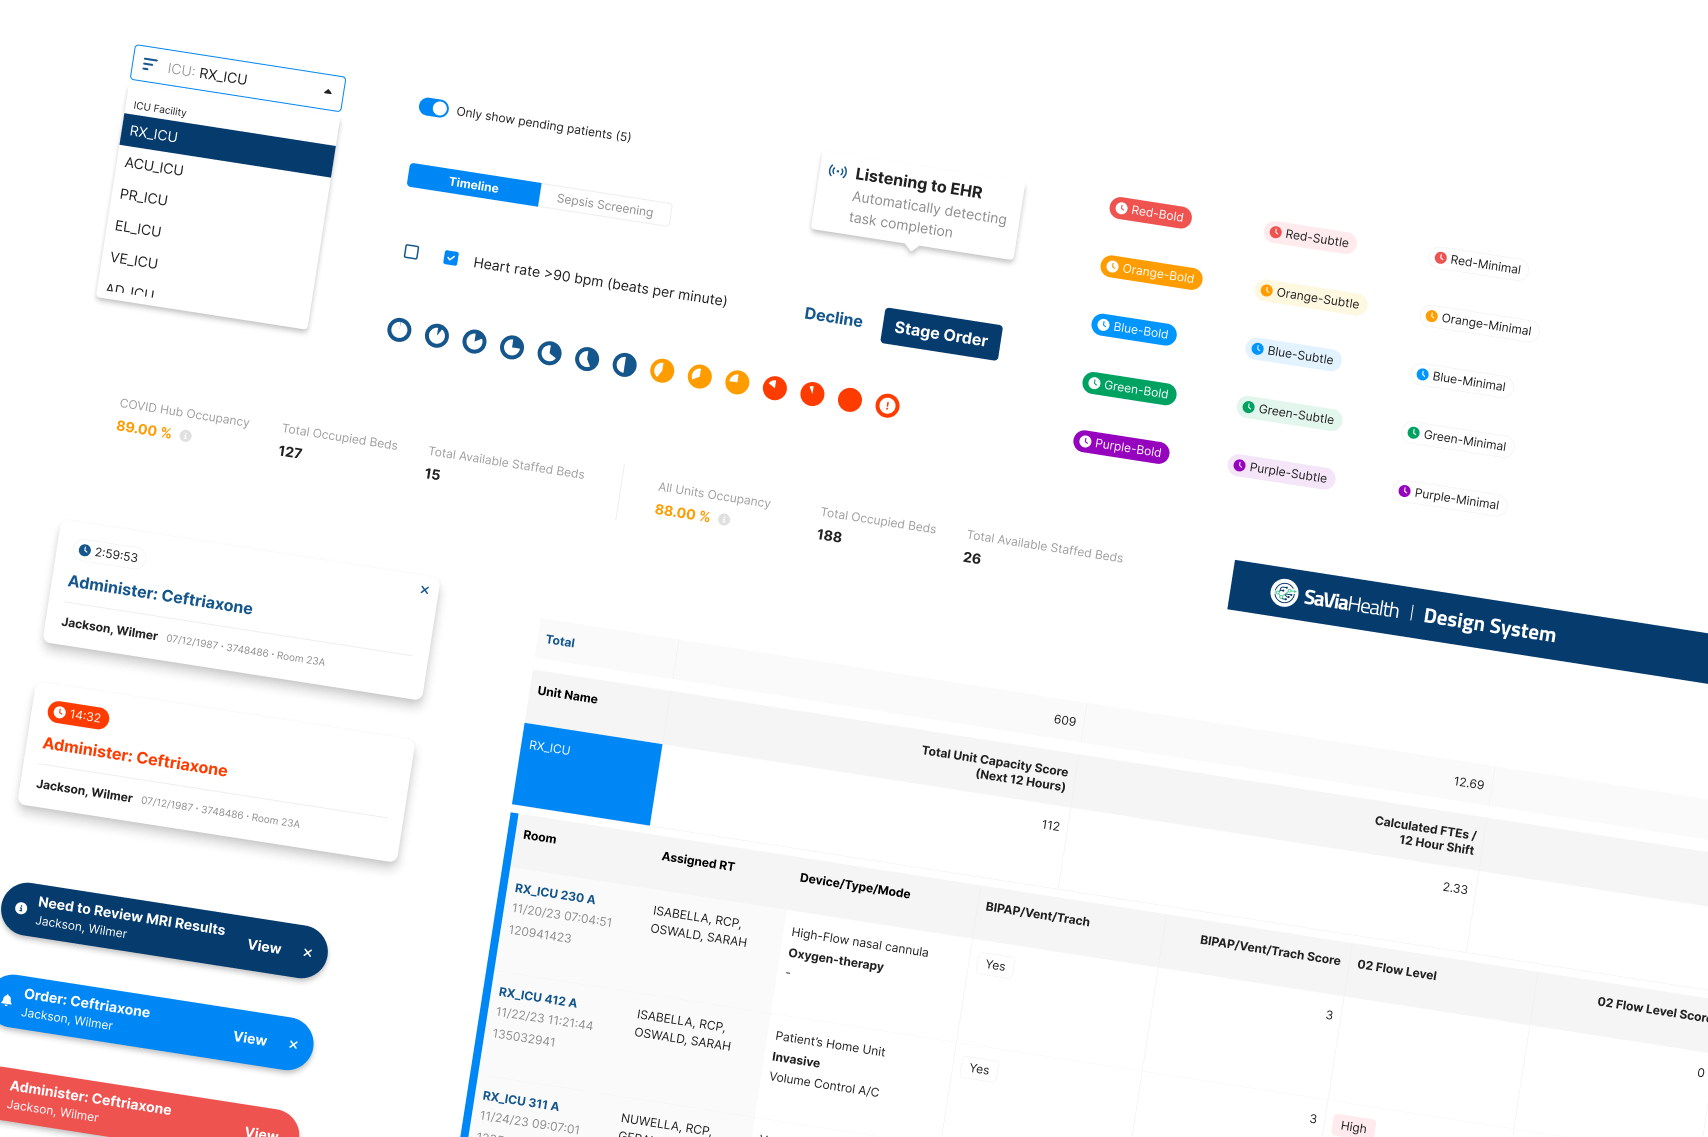 ICU: RX_ICU
ICU Facility
RX_ICU
ACU_ICU
PR_ICU
EL_ICU
VE_ICU
AD_ICU
Only show pending patients (5)
Timeline
Sepsis Screening
Heart rate >90 bpm (beats per minute)
Listening to EHR
Automatically detecting
task completion
Decline
Stage Order
Red-Bold
Red-Subtle
Red-Minimal
Orange-Bold
Orange-Subtle
Orange-Minimal
Blue-Bold
Blue-Subtle
Blue-Minimal
Green-Bold
Green-Subtle
Green-Minimal
Purple-Bold
Purple-Subtle
Purple-Minimal
COVID Hub Occupancy
89.00 %
Total Occupied Beds
127
Total Available Staffed Beds
15
All Units Occupancy
88.00 %
Total Occupied Beds
188
Total Available Staffed Beds
26
2:59:53
Administer: Ceftriaxone
Jackson, Wilmer 07/12/1987 · 3748486 · Room 23A
14:32
Administer: Ceftriaxone
Jackson, Wilmer 07/12/1987 · 3748486 · Room 23A
Need to Review MRI Results
Jackson, Wilmer
View
Order: Ceftriaxone
Jackson, Wilmer
View
Administer: Ceftriaxone
Jackson, Wilmer
View
SaViaHealth | Design System
Total
609
12.69
Unit Name
Total Unit Capacity Score
(Next 12 Hours)
Calculated FTEs /
12 Hour Shift
RX_ICU
112
2.33
Room
Assigned RT
Device/Type/Mode
BIPAP/Vent/Trach
BIPAP/Vent/Trach Score
02 Flow Level
02 Flow Level Score
RX_ICU 230 A
11/20/23 07:04:51
120941423
ISABELLA, RCP,
OSWALD, SARAH
High-Flow nasal cannula
Oxygen-therapy
-
Yes
3
0
RX_ICU 412 A
11/22/23 11:21:44
135032941
ISABELLA, RCP,
OSWALD, SARAH
Patient's Home Unit
Invasive
Volume Control A/C
Yes
3
High
RX_ICU 311 A
11/24/23 09:07:01
NUWELLA, RCP,